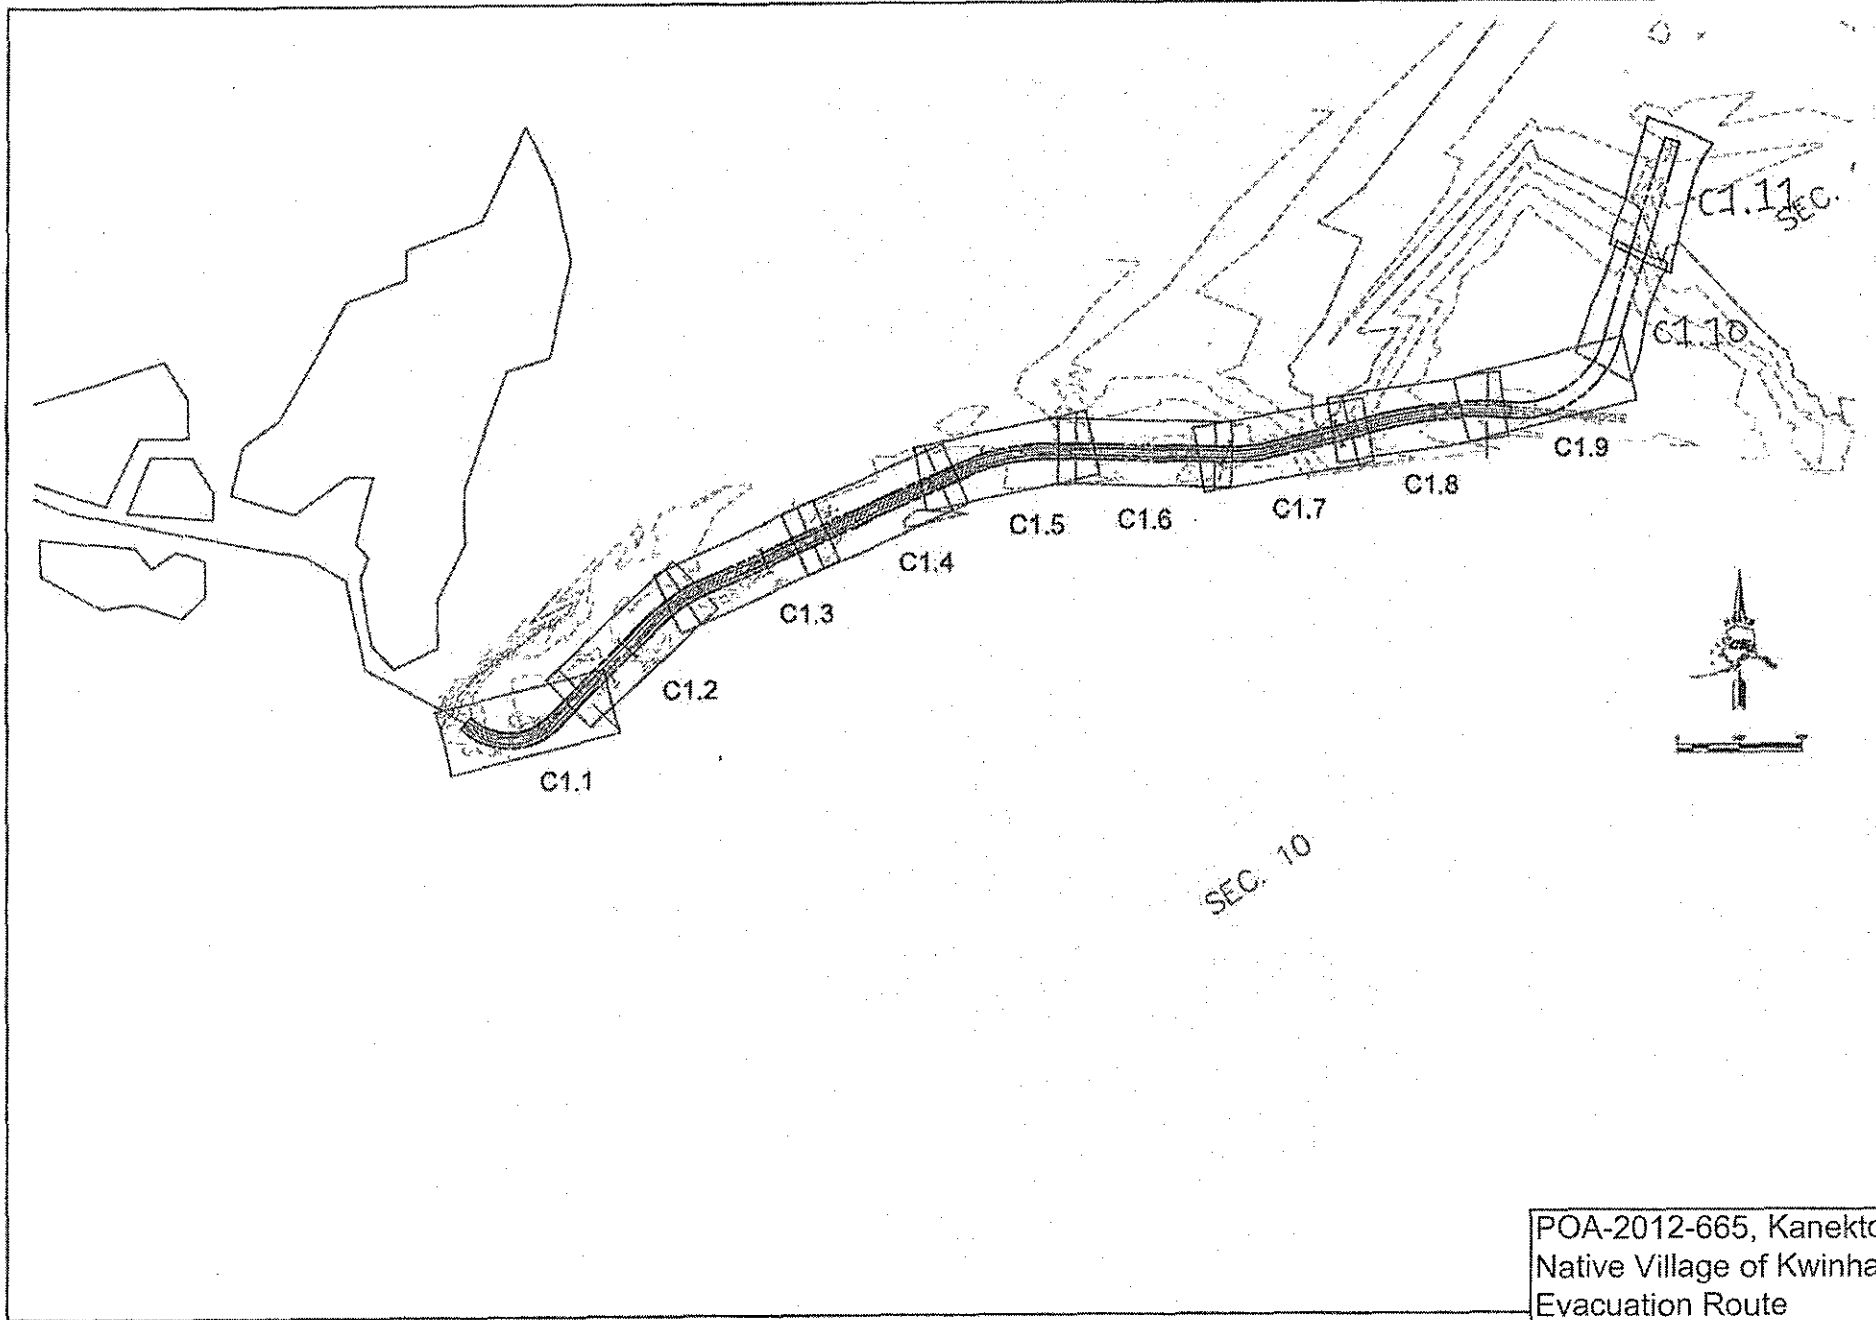 C1.11
SEC.
C1.10
C1.9
C1.8
C1.7
C1.6
C1.5
C1.4
C1.3
C1.2
C1.1
SEC. 10
POA-2012-665, Kanekto
Native Village of Kwinha
Evacuation Route